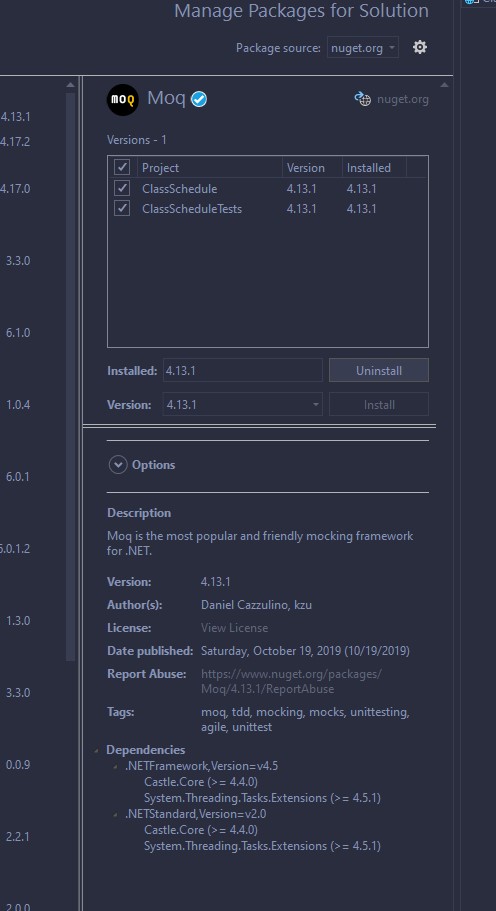 Manage Packages for Solution
Package source: nuget.org
4.13.1
4.17.2
4.17.0
3.3.0
6.1.0
1.0.4
6.0.1
5.0.1.2
1.3.0
3.3.0
0.0.9
2.2.1
2.0.0
moq Moq nuget.org
Versions - 1
Project Version Installed
ClassSchedule 4.13.1 4.13.1
ClassScheduleTests 4.13.1 4.13.1
Installed: 4.13.1 Uninstall
Version: 4.13.1 Install
Options
Description
Moq is the most popular and friendly mocking framework
for .NET.
Version: 4.13.1
Author(s): Daniel Cazzulino, kzu
License: View License
Date published: Saturday, October 19, 2019 (10/19/2019)
Report Abuse: https://www.nuget.org/packages/
Moq/4.13.1/ReportAbuse
Tags: moq, tdd, mocking, mocks, unittesting,
agile, unittest
Dependencies
.NETFramework,Version=v4.5
Castle.Core (>= 4.4.0)
System.Threading.Tasks.Extensions (>= 4.5.1)
.NETStandard,Version=v2.0
Castle.Core (>= 4.4.0)
System.Threading.Tasks.Extensions (>= 4.5.1)